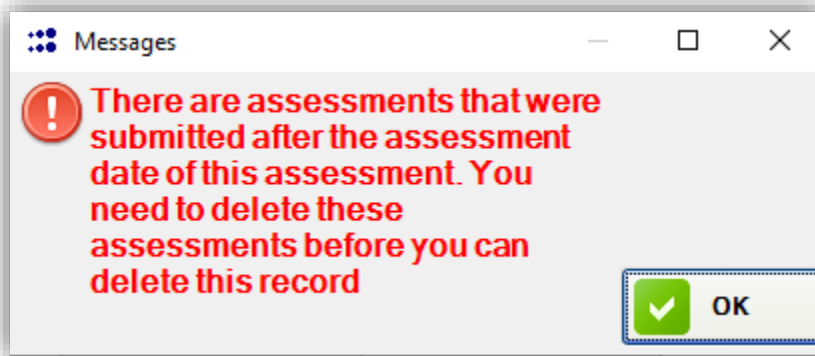 Messages
There are assessments that were
submitted after the assessment
date of this assessment. You
need to delete these
assessments before you can
delete this record
OK